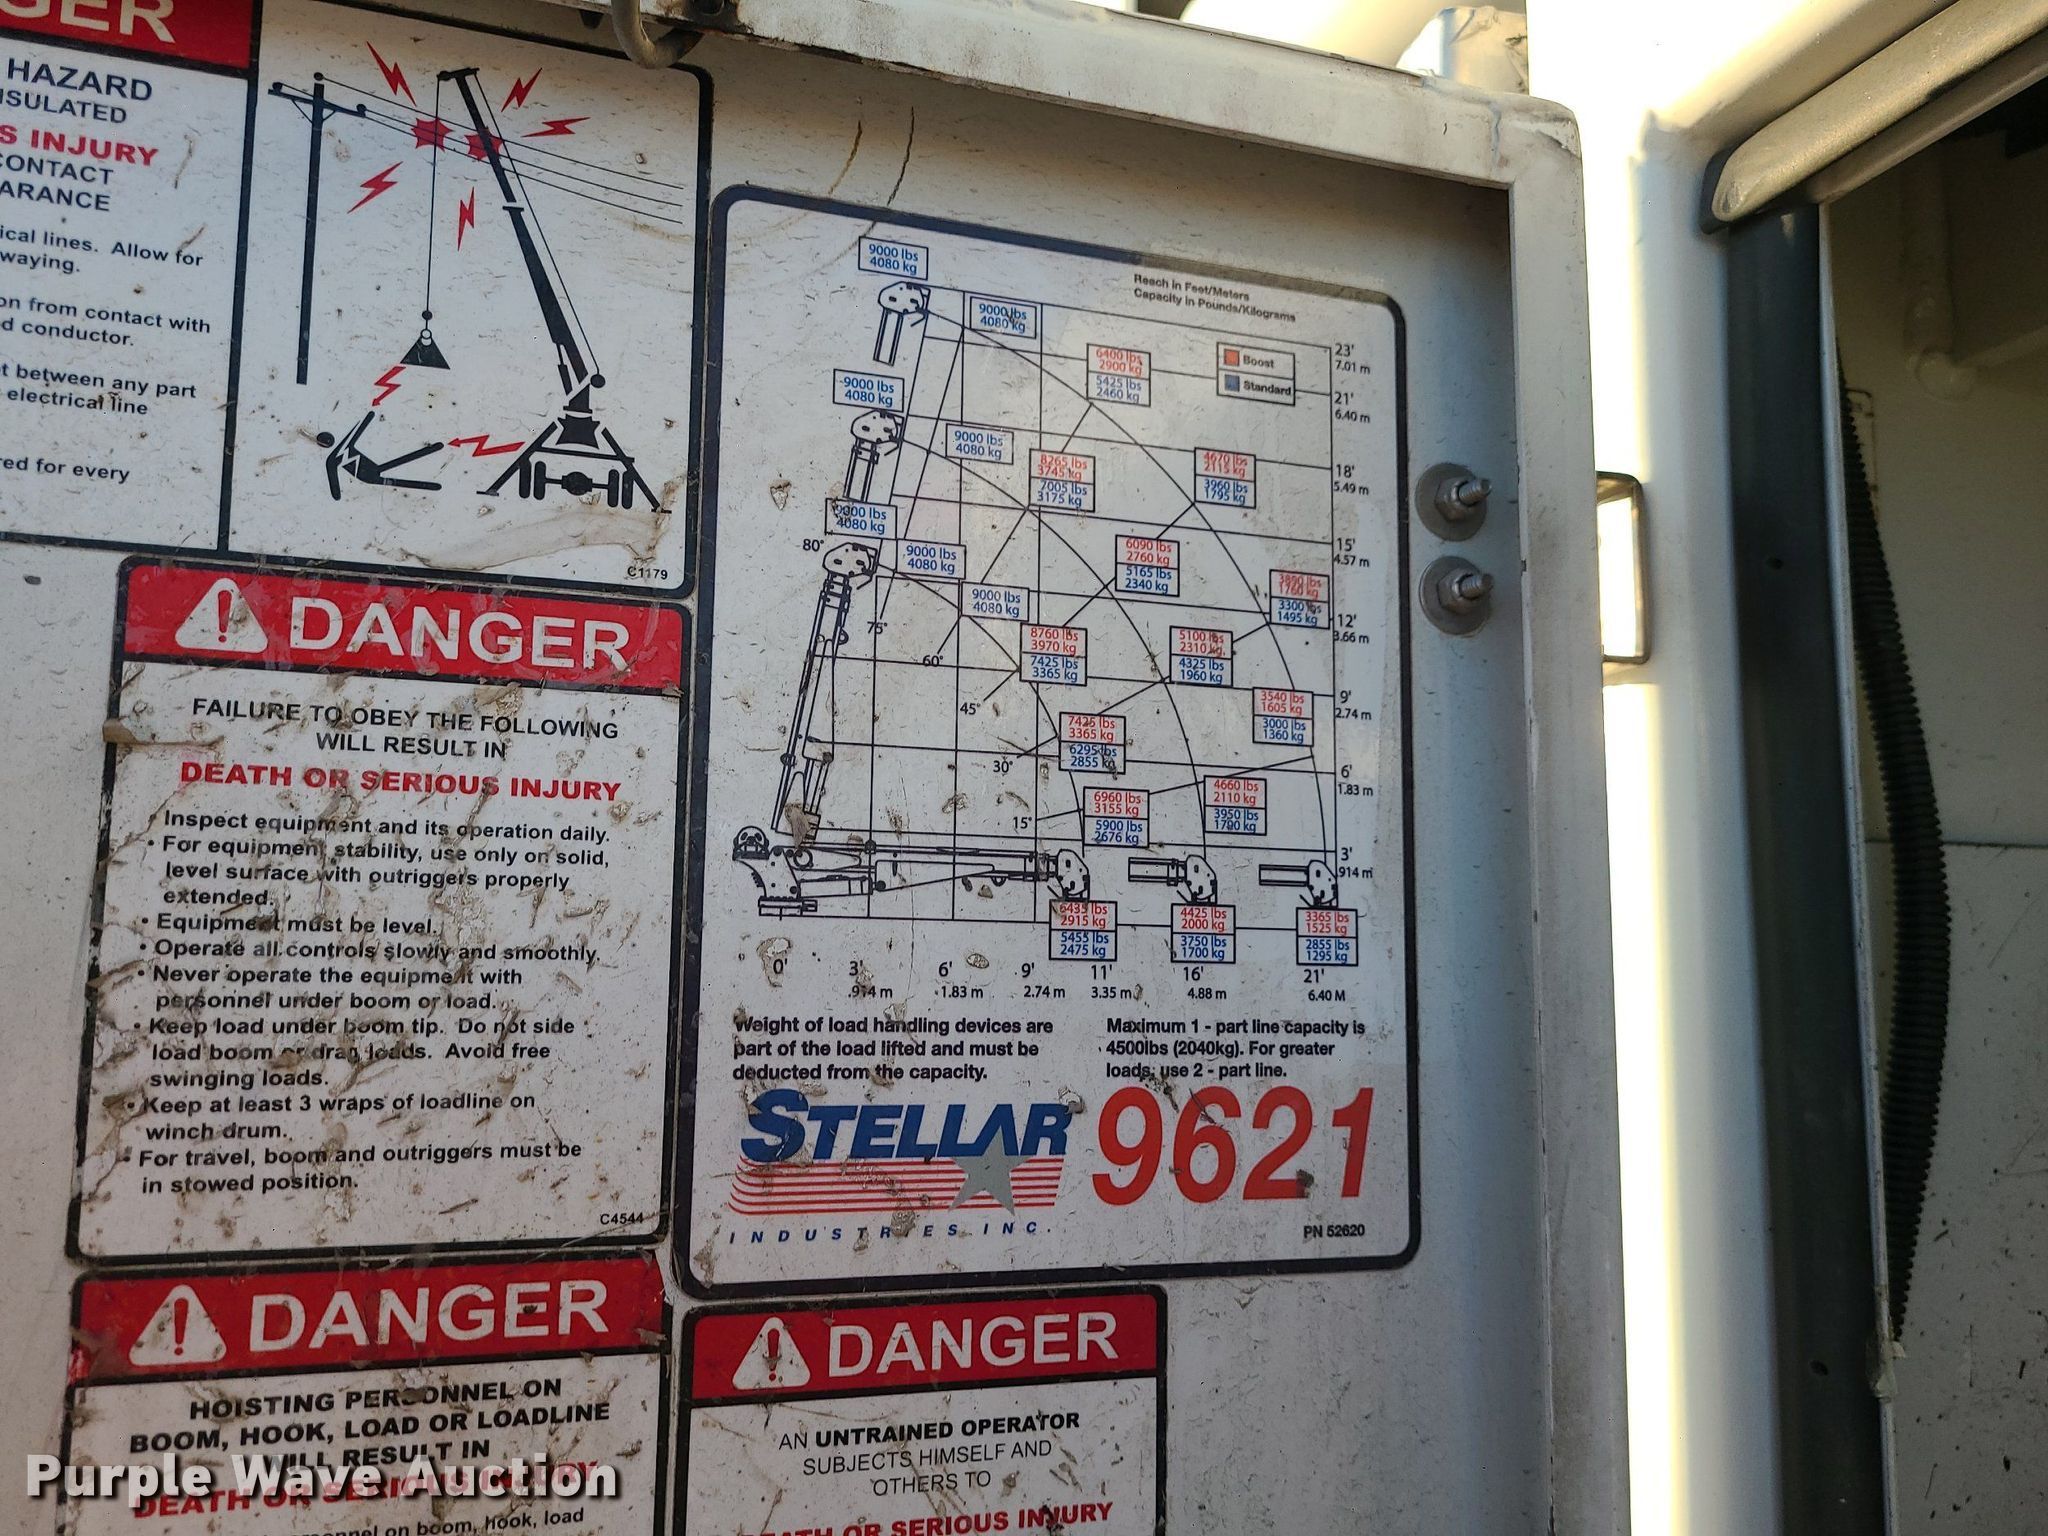 GER
HAZARD
S INJURY
CONTACT
ical lines. Allow for
waying.
on from contact with
d conductor.
between any part
electrical line
red for every
C1179
DANGER
FAILURE TO OBEY THE FOLLOWING
WILL RESULT IN
DEATH OR SERIOUS INJURY
• Inspect equipment and its operation daily.
• For equipment stability, use only on solid,
level surface with outriggers properly
extended.
• Equipment must be level.
• Operate all controls slowly and smoothly.
• Never operate the equipment with
personnel under boom or load.
• Keep load under boom tip. Do not side
load boom or drag loads. Avoid free
swinging loads.
• Keep at least 3 wraps of loadline on
winch drum.
• For travel, boom and outriggers must be
in stowed position.
C4544
DANGER
HOISTING PERSONNEL ON
BOOM, HOOK, LOAD OR LOADLINE
WILL RESULT IN
DEATH OR SERIOUS INJURY
on boom, hook, load
Reach in Feet/Meters
Capacity in Pounds/Kilograms
9000 lbs
4080 kg
9000 lbs
4080 kg
23'
7.01 m
6400 lbs
2900 kg
5425 lbs
2460 kg
Boost
Standard
21'
6.40 m
9000 lbs
4080 kg
9000 lbs
4080 kg
8265 lbs
3745 kg
7005 lbs
3175 kg
4670 lbs
2115 kg
3960 lbs
1795 kg
18'
5.49 m
9000 lbs
4080 kg
80°
9000 lbs
4080 kg
6090 lbs
2760 kg
5165 lbs
2340 kg
15'
4.57 m
9000 lbs
4080 kg
3890 lbs
1760 kg
3300 lbs
1495 kg
12'
3.66 m
75°
60°
8760 lbs
3970 kg
7425 lbs
3365 kg
5100 lbs
2310 kg
4325 lbs
1960 kg
45°
3540 lbs
1605 kg
3000 lbs
1360 kg
9'
2.74 m
7425 lbs
3365 kg
6295 lbs
2855 kg
30°
6'
1.83 m
6960 lbs
3155 kg
5900 lbs
2676 kg
15°
4660 lbs
2110 kg
3950 lbs
1790 kg
3'
.914 m
6435 lbs
2915 kg
5455 lbs
2475 kg
4425 lbs
2000 kg
3750 lbs
1700 kg
3365 lbs
1525 kg
2855 lbs
1295 kg
0' 3' 6' 9' 11' 16' 21'
.914 m 1.83 m 2.74 m 3.35 m 4.88 m 6.40 M
Weight of load handling devices are
part of the load lifted and must be
deducted from the capacity.
Maximum 1 - part line capacity is
4500lbs (2040kg). For greater
loads, use 2 - part line.
STELLAR 9621
INDUSTRIES INC.
PN 52620
DANGER
AN UNTRAINED OPERATOR
SUBJECTS HIMSELF AND
OTHERS TO
DEATH OR SERIOUS INJURY
Purple Wave Auction